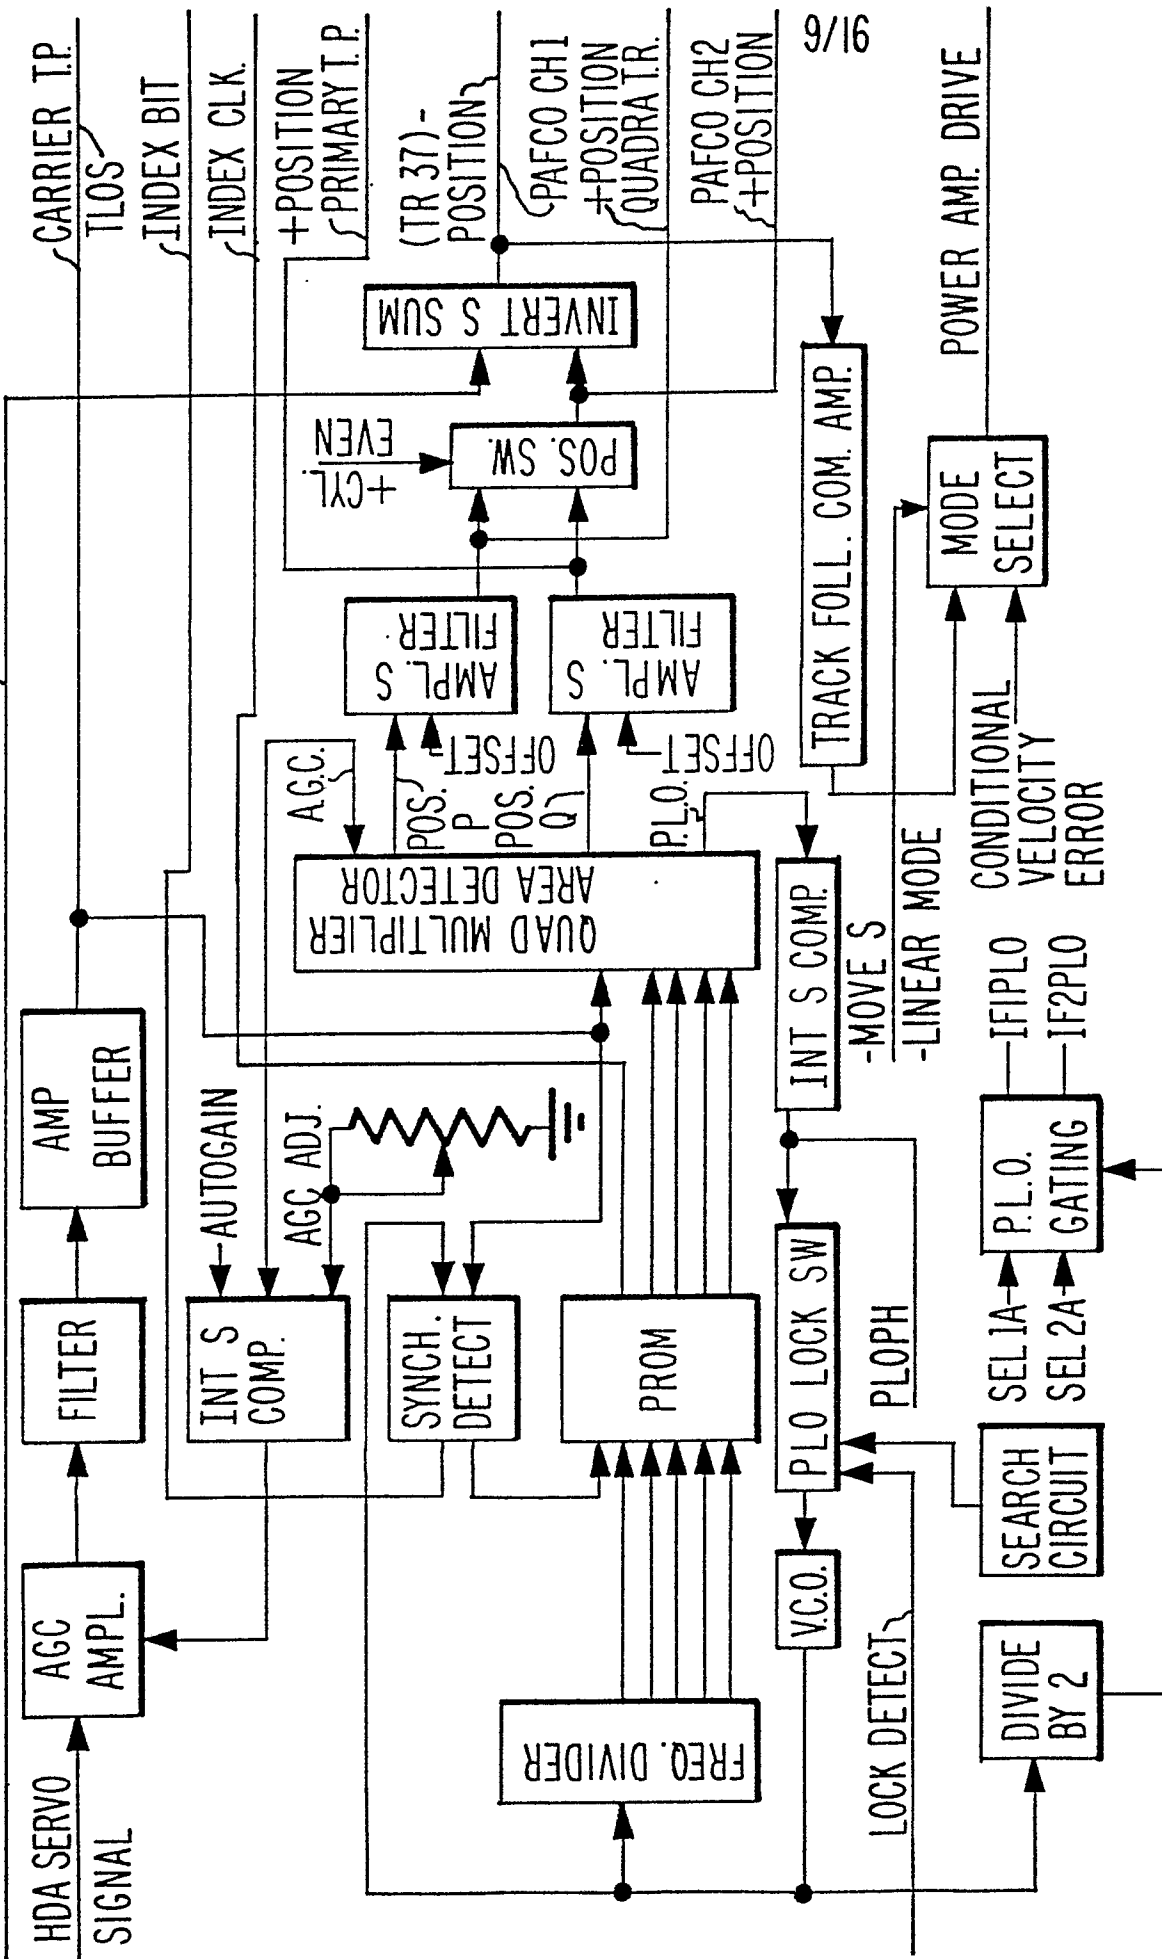 HDA SERVO
SIGNAL
AGC
AMPL.
FILTER
AMP
BUFFER
CARRIER T.P.
TLOS
INDEX BIT
INDEX CLK.
+POSITION
PRIMARY T.P.
(TR 37)-
POSITION
PAFCO CH1
+POSITION
QUADRA T.R.
PAFCO CH2
+POSITION
9/16
INT S
COMP.
-AUTOGAIN
AGC ADJ.
SYNCH.
DETECT
PROM
FREQ. DIVIDER
QUAD MULTIPLIER
AREA DETECTOR
A.G.C.
POS.
P
POS.
Q
P.L.O.
OFFSET
OFFSET
AMPL. S
FILTER
AMPL. S
FILTER
+CYL.
EVEN
POS. SW.
INVERT S SUM
V.C.O.
PLO LOCK SW
INT S COMP.
TRACK FOLL. COM. AMP.
LOCK DETECT
PLOPH
-MOVE S
-LINEAR MODE
MODE
SELECT
POWER AMP. DRIVE
CONDITIONAL
VELOCITY
ERROR
DIVIDE
BY 2
SEARCH
CIRCUIT
SEL 1A
SEL 2A
P.L.O.
GATING
IF1PLO
IF2PLO